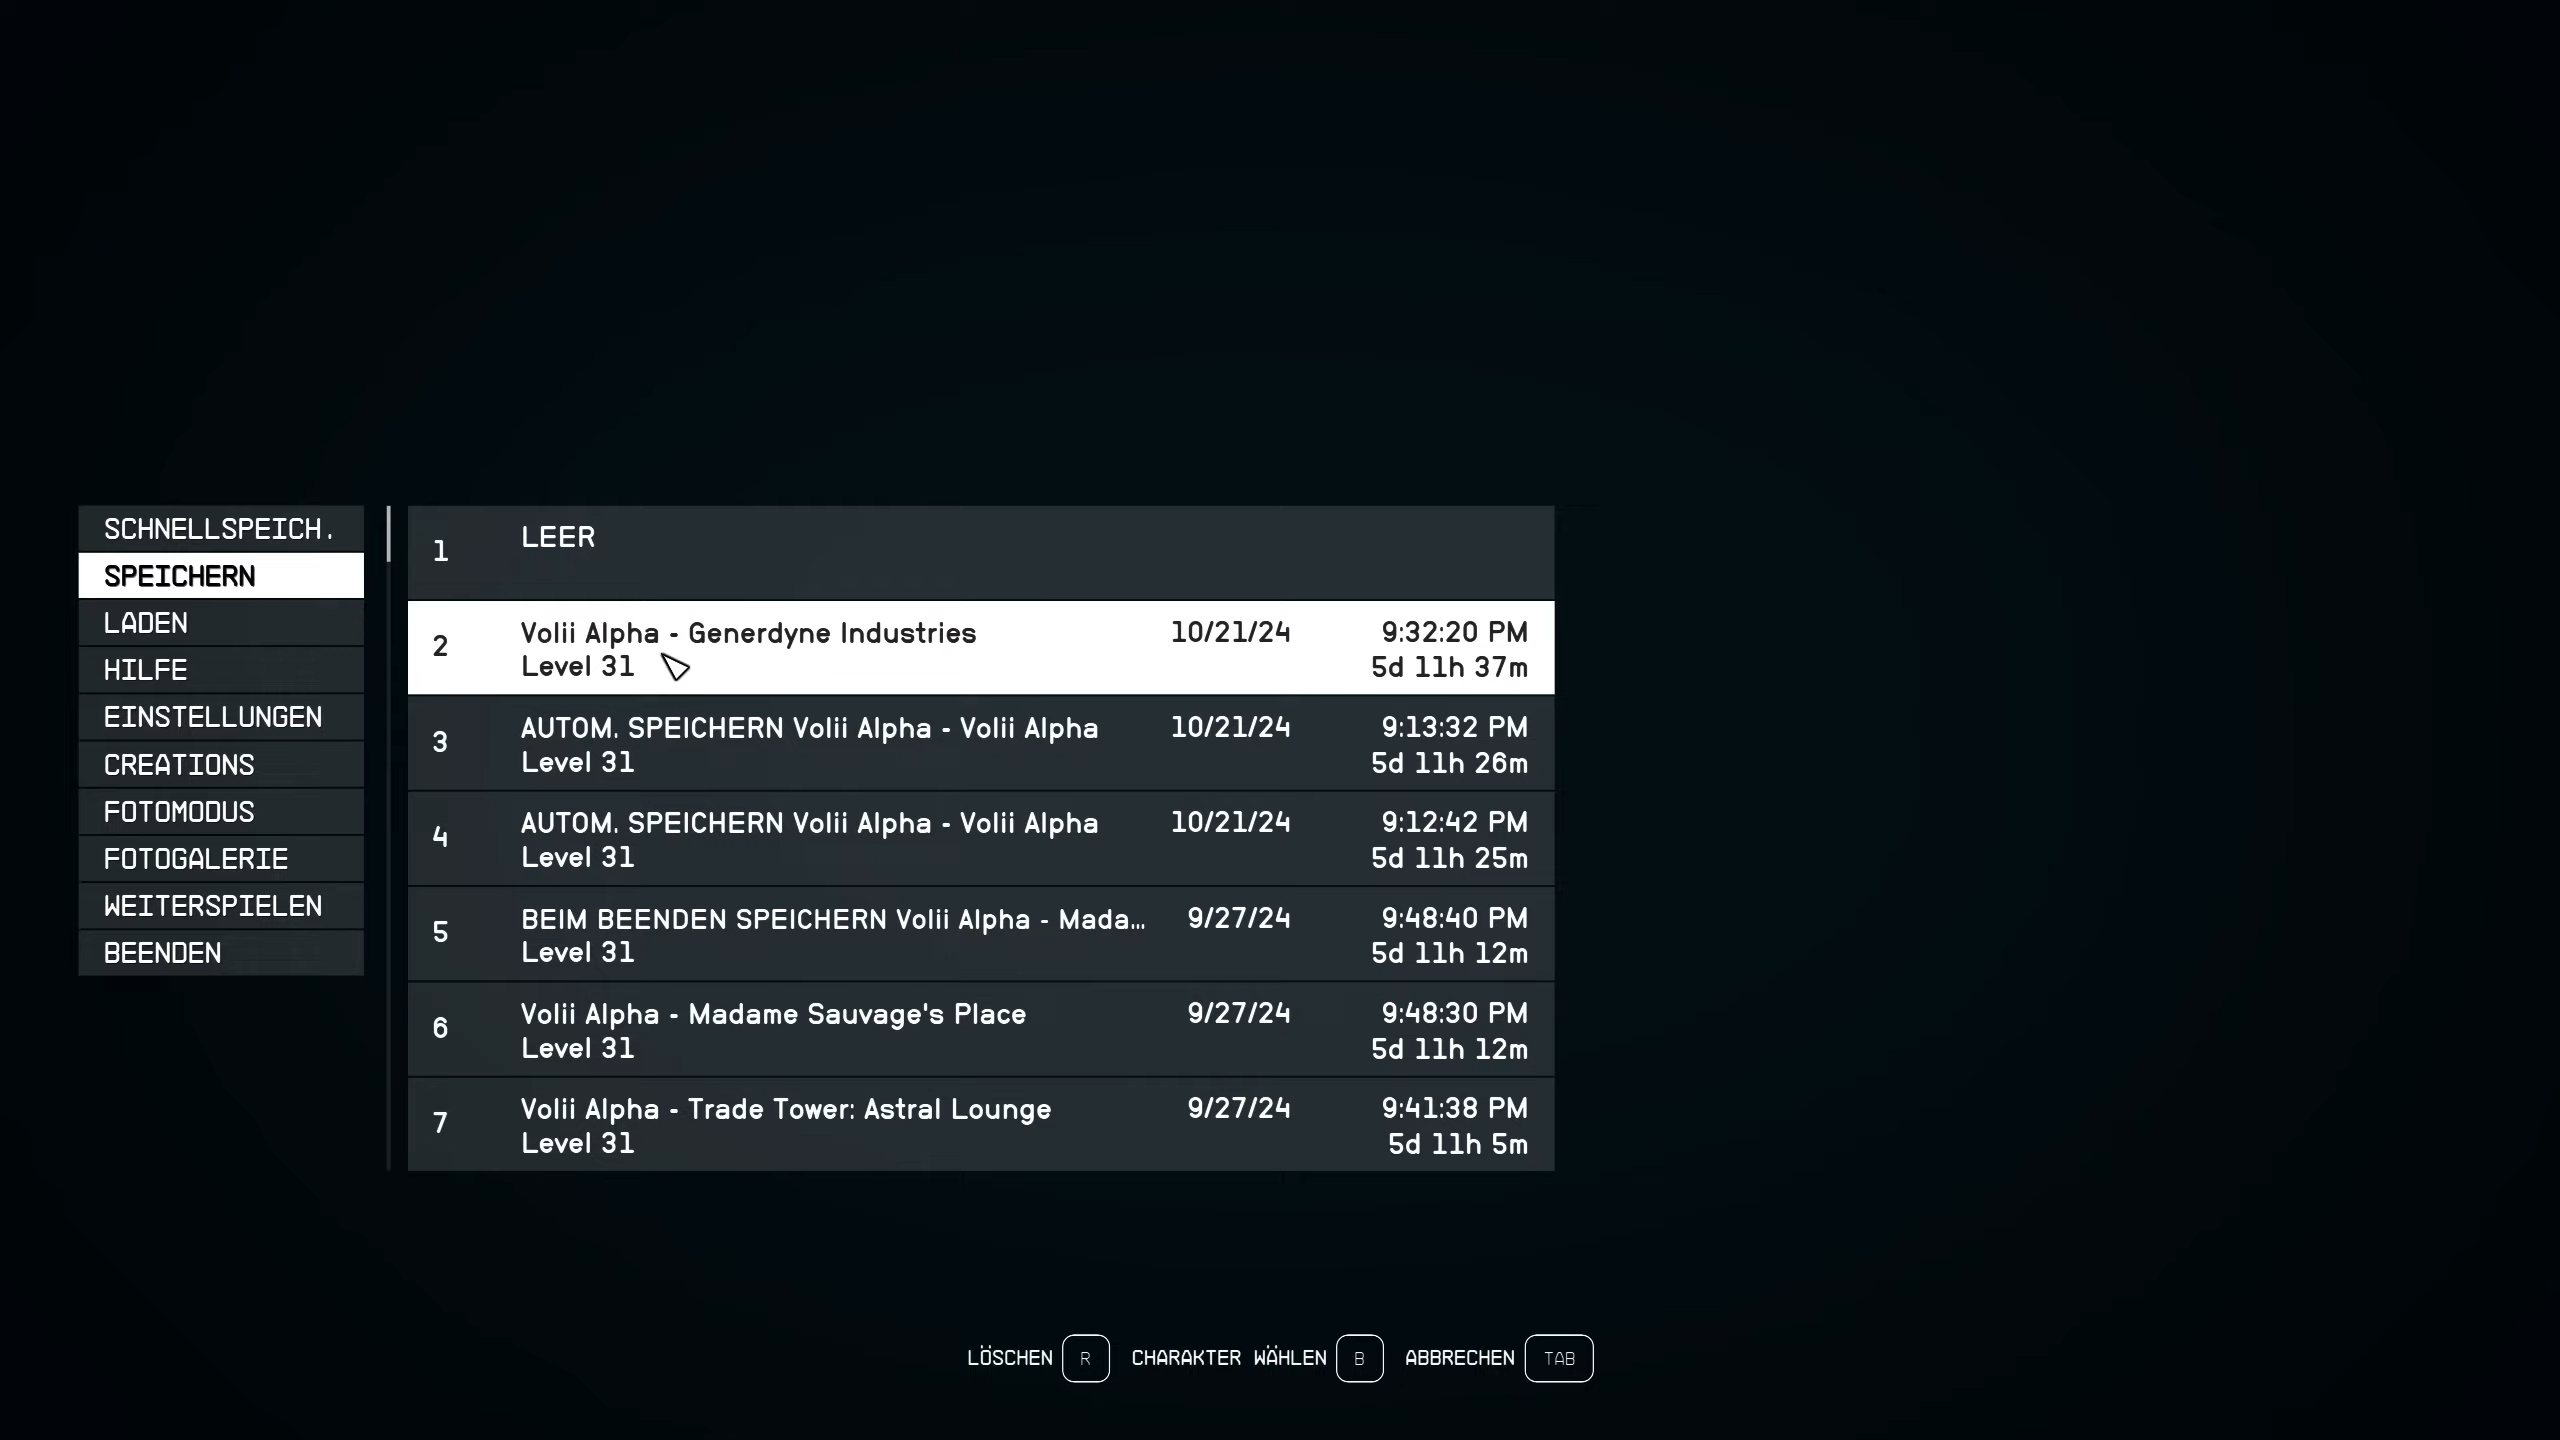 SCHNELLSPEICH.
SPEICHERN
LADEN
HILFE
EINSTELLUNGEN
CREATIONS
FOTOMODUS
FOTOGALERIE
WEITERSPIELEN
BEENDEN
1 LEER
2 Volii Alpha - Generdyne Industries 10/21/24 9:32:20 PM
Level 31 5d 11h 37m
3 AUTOM. SPEICHERN Volii Alpha - Volii Alpha 10/21/24 9:13:32 PM
Level 31 5d 11h 26m
4 AUTOM. SPEICHERN Volii Alpha - Volii Alpha 10/21/24 9:12:42 PM
Level 31 5d 11h 25m
5 BEIM BEENDEN SPEICHERN Volii Alpha - Mada... 9/27/24 9:48:40 PM
Level 31 5d 11h 12m
6 Volii Alpha - Madame Sauvage's Place 9/27/24 9:48:30 PM
Level 31 5d 11h 12m
7 Volii Alpha - Trade Tower: Astral Lounge 9/27/24 9:41:38 PM
Level 31 5d 11h 5m
LÖSCHEN R CHARAKTER WÄHLEN B ABBRECHEN TAB